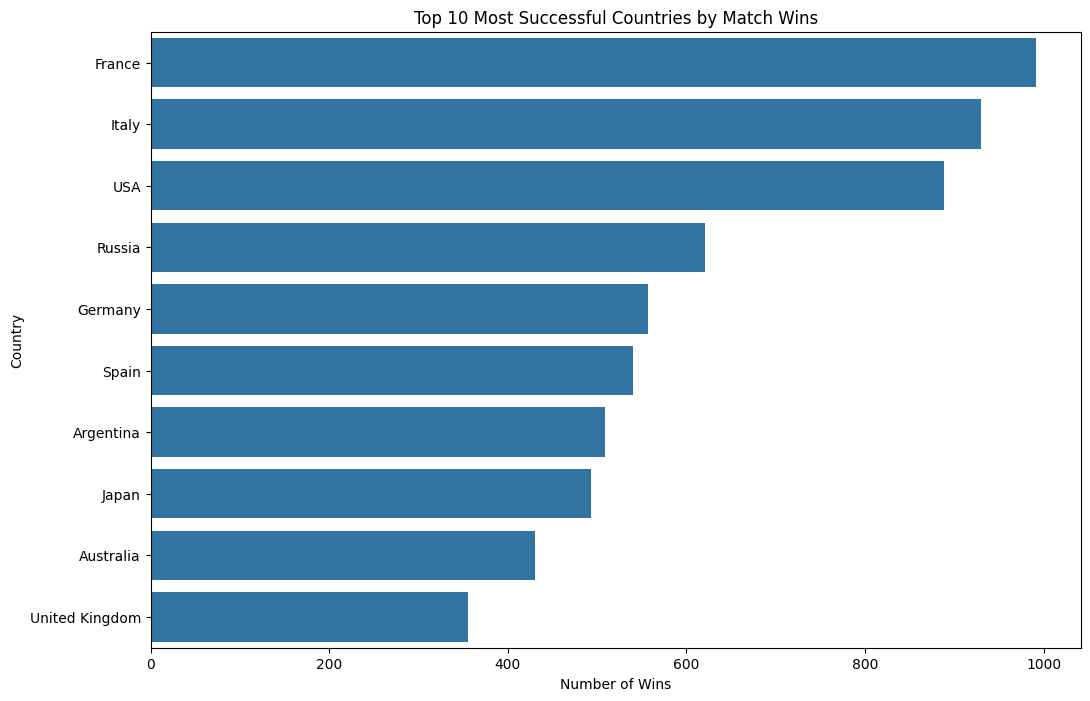 Top 10 Most Successful Countries by Match Wins
France
Italy
USA
Russia
Germany
Spain
Argentina
Japan
Australia
United Kingdom
Country
0 200 400 600 800 1000
Number of Wins